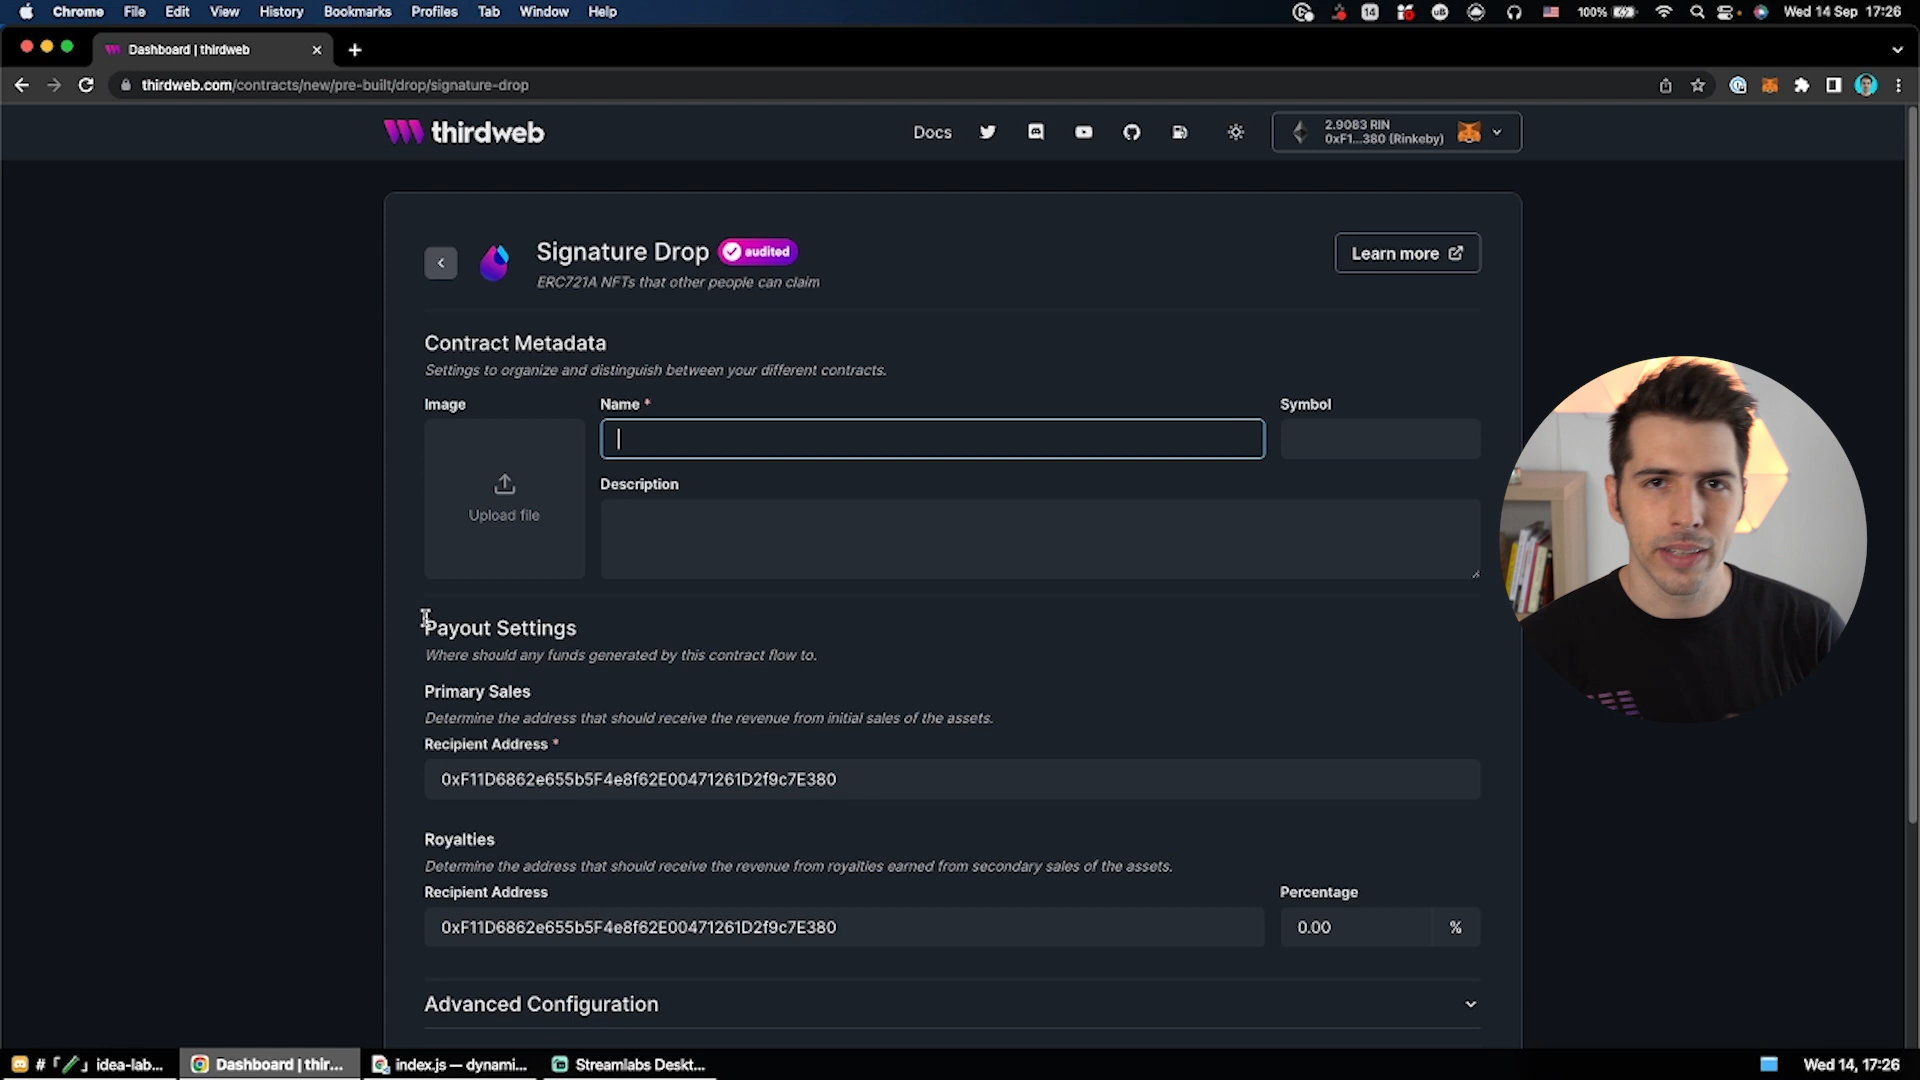 Chrome File Edit View History Bookmarks Profiles Tab Window Help 14 100% Wed 14 Sep 17:26
Dashboard | thirdweb
thirdweb.com/contracts/new/pre-built/drop/signature-drop
thirdweb Docs
2.9083 RIN
0xF1...380 (Rinkeby)
Signature Drop audited
Learn more
ERC721A NFTs that other people can claim
Contract Metadata
Settings to organize and distinguish between your different contracts.
Image Name * Symbol
Description
Upload file
Payout Settings
Where should any funds generated by this contract flow to.
Primary Sales
Determine the address that should receive the revenue from initial sales of the assets.
Recipient Address *
0xF11D6862e655b5F4e8f62E00471261D2f9c7E380
Royalties
Determine the address that should receive the revenue from royalties earned from secondary sales of the assets.
Recipient Address Percentage
0xF11D6862e655b5F4e8f62E00471261D2f9c7E380 0.00 %
Advanced Configuration
# 「 」 idea-lab... Dashboard | thir... index.js — dynami... Streamlabs Deskt... Wed 14, 17:26